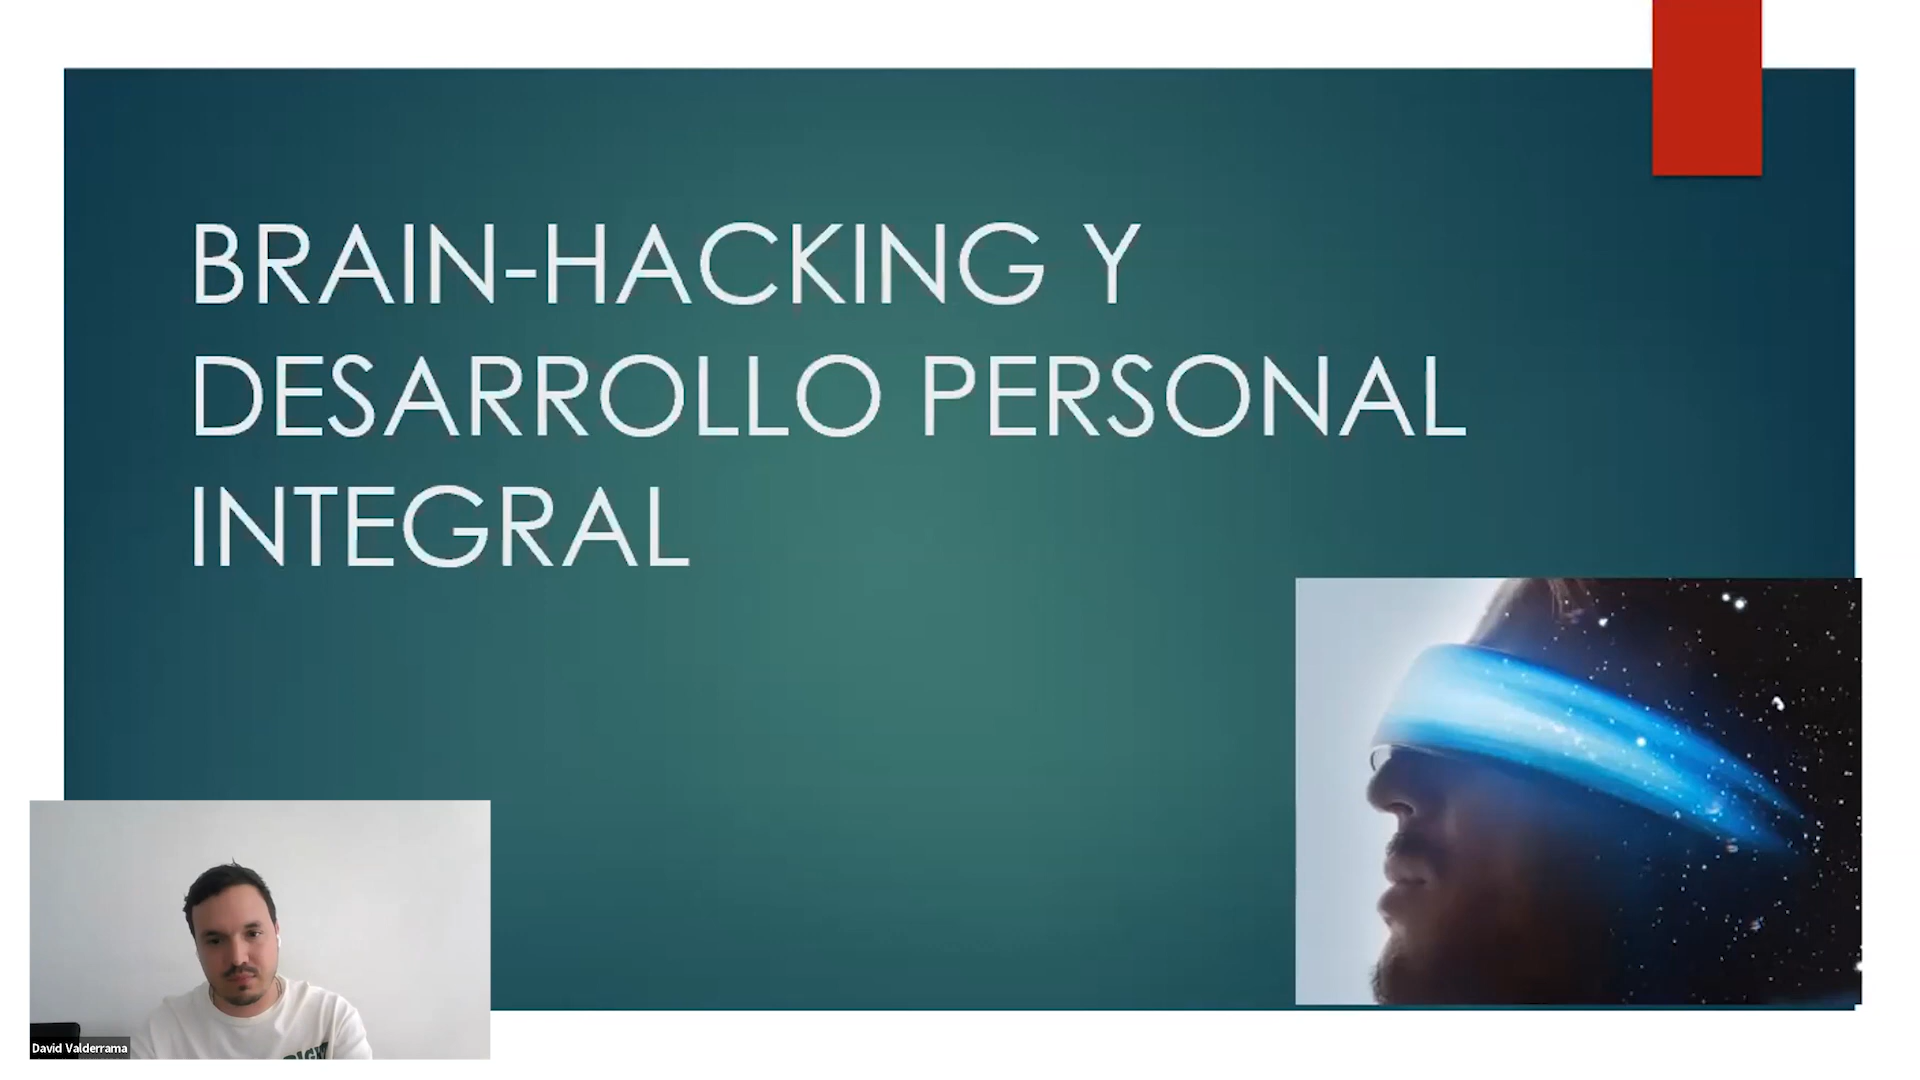 BRAIN-HACKING Y
DESARROLLO PERSONAL
INTEGRAL
David Valderrama